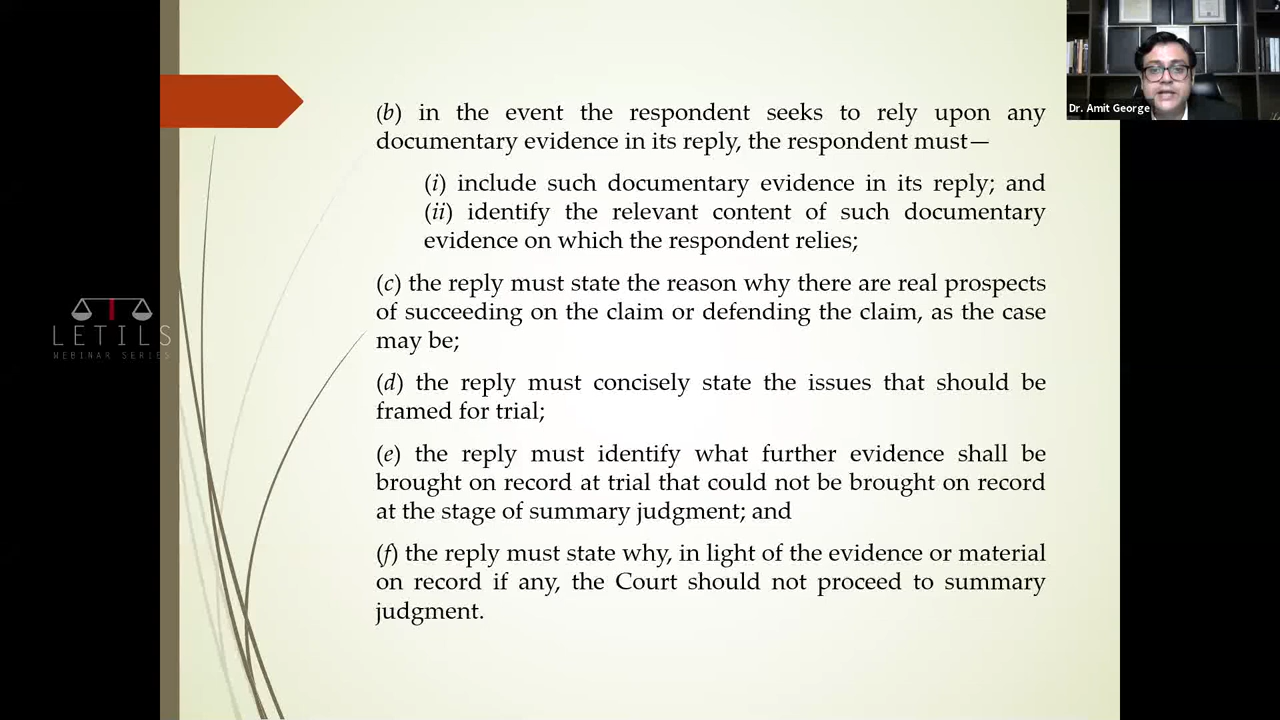 (b) in the event the respondent seeks to rely upon any
documentary evidence in its reply, the respondent must—
(i) include such documentary evidence in its reply; and
(ii) identify the relevant content of such documentary
evidence on which the respondent relies;
(c) the reply must state the reason why there are real prospects
of succeeding on the claim or defending the claim, as the case
may be;
(d) the reply must concisely state the issues that should be
framed for trial;
(e) the reply must identify what further evidence shall be
brought on record at trial that could not be brought on record
at the stage of summary judgment; and
(f) the reply must state why, in light of the evidence or material
on record if any, the Court should not proceed to summary
judgment.
Dr. Amit George
LETILS
WEBINAR SERIES